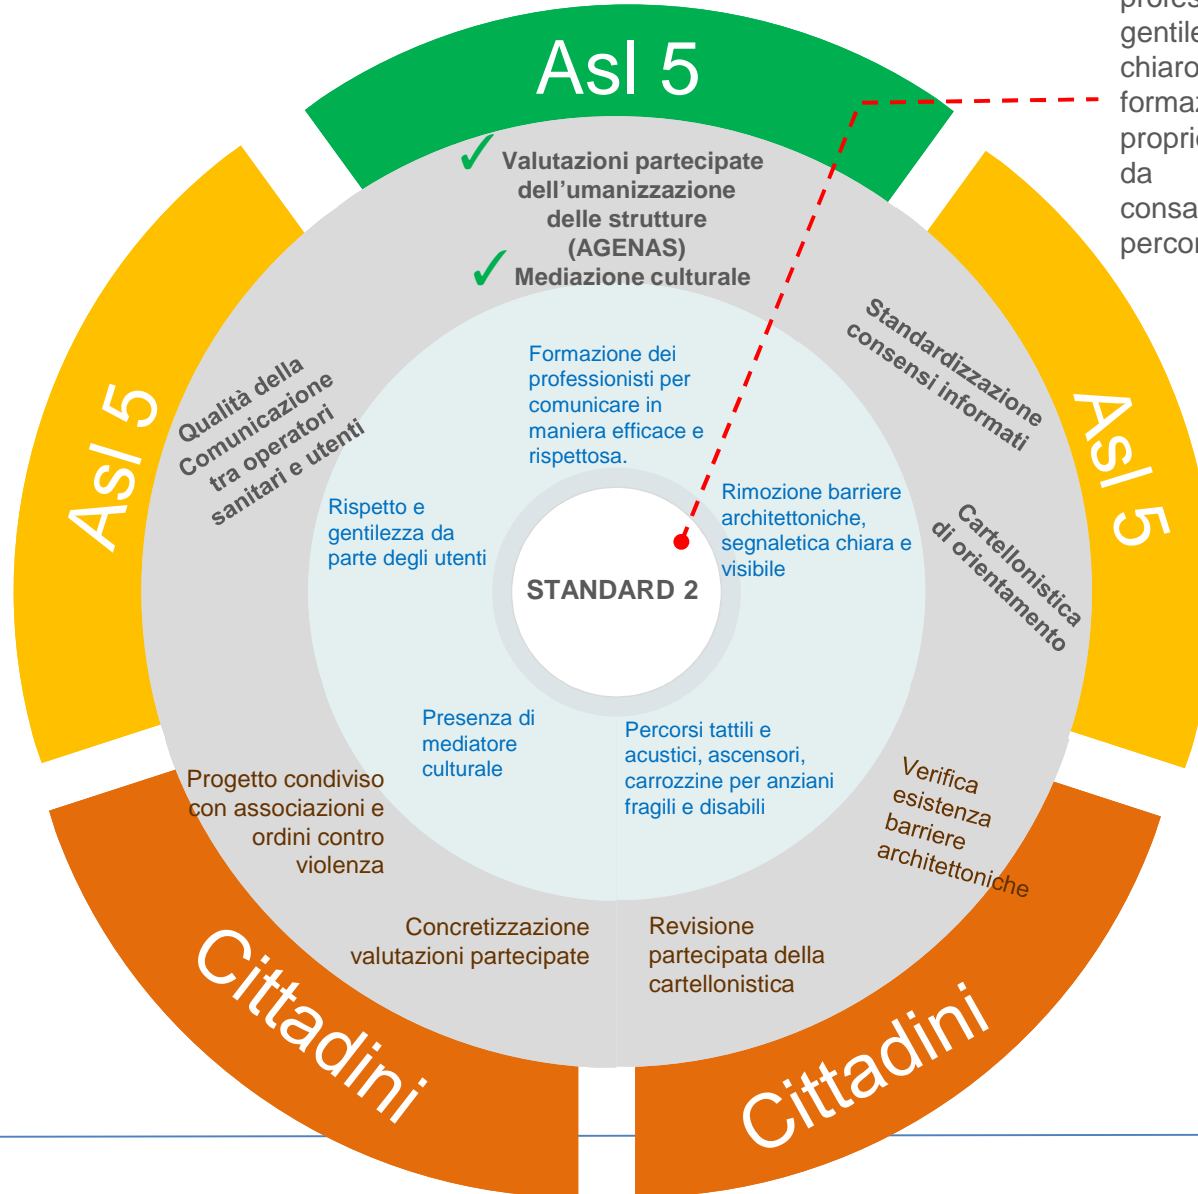 Asl 5
gentile
chiaro
da
✓ Valutazioni partecipate
dell’umanizzazione
delle strutture
(AGENAS)
✓ Mediazione culturale
Asl 5
Qualità della
Comunicazione
tra operatori
sanitari e utenti
Standardizzazione
consensi informati
Asl 5
Cartellonistica
di orientamento
Formazione dei
professionisti per
comunicare in
maniera efficace e
rispettosa.
Rispetto e
gentilezza da
parte degli utenti
Rimozione barriere
architettoniche,
segnaletica chiara e
visibile
STANDARD 2
Presenza di
mediatore
culturale
Percorsi tattili e
acustici, ascensori,
carrozzine per anziani
fragili e disabili
Progetto condiviso
con associazioni e
ordini contro
violenza
Verifica
esistenza
barriere
architettoniche
Concretizzazione
valutazioni partecipate
Revisione
partecipata della
cartellonistica
Cittadini
Cittadini